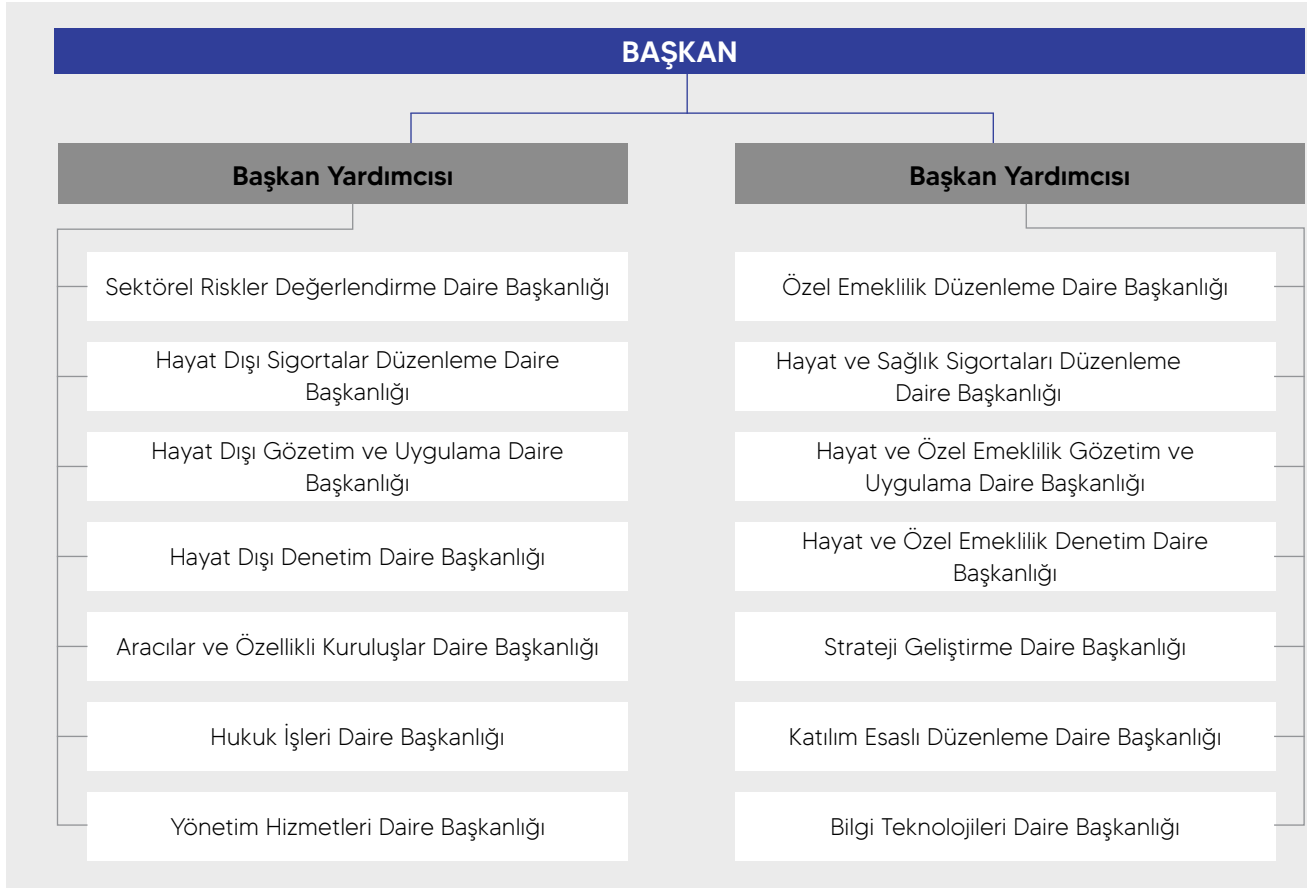 BAŞKAN
Başkan Yardımcısı
Sektörel Riskler Değerlendirme Daire Başkanlığı
Hayat Dışı Sigortalar Düzenleme Daire
Başkanlığı
Hayat Dışı Gözetim ve Uygulama Daire
Başkanlığı
Hayat Dışı Denetim Daire Başkanlığı
Aracılar ve Özellikli Kuruluşlar Daire Başkanlığı
Hukuk İşleri Daire Başkanlığı
Yönetim Hizmetleri Daire Başkanlığı
Başkan Yardımcısı
Özel Emeklilik Düzenleme Daire Başkanlığı
Hayat ve Sağlık Sigortaları Düzenleme
Daire Başkanlığı
Hayat ve Özel Emeklilik Gözetim ve
Uygulama Daire Başkanlığı
Hayat ve Özel Emeklilik Denetim Daire
Başkanlığı
Strateji Geliştirme Daire Başkanlığı
Katılım Esaslı Düzenleme Daire Başkanlığı
Bilgi Teknolojileri Daire Başkanlığı